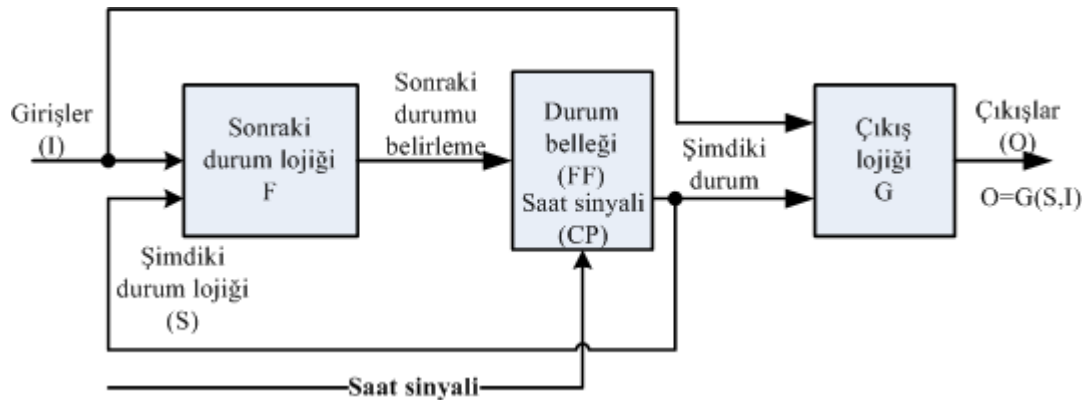 Girişler
(I)
Sonraki
durum lojiği
F
Sonraki
durumu
belirleme
Durum
belleği
(FF)
Saat sinyali
(CP)
Şimdiki
durum
Çıkış
lojiği
G
Çıkışlar
(O)
O=G(S,I)
Şimdiki
durum lojiği
(S)
Saat sinyali